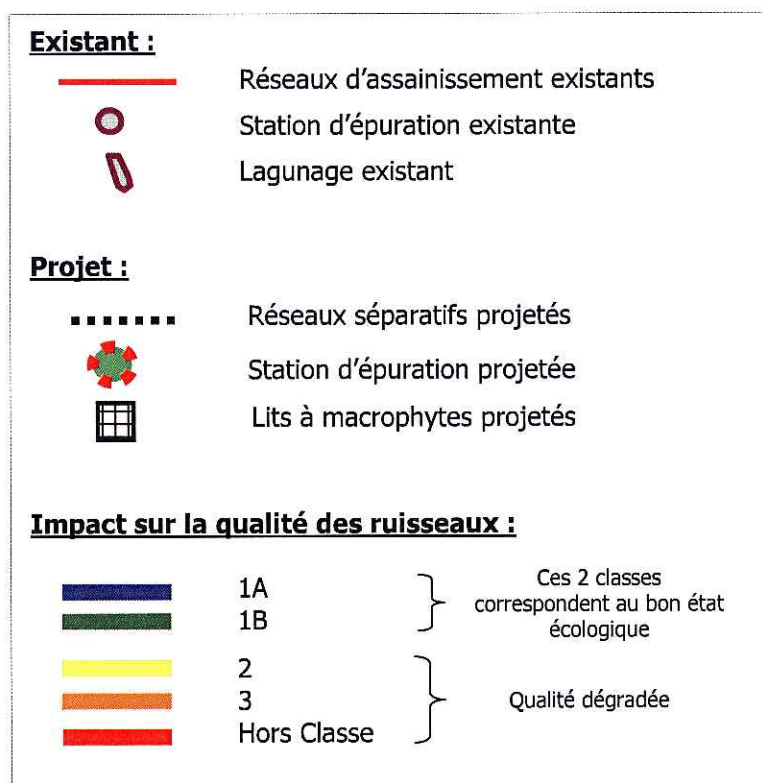 Existant :
Réseaux d'assainissement existants
Station d'épuration existante
Lagunage existant
Projet :
Réseaux séparatifs projetés
Station d'épuration projetée
Lits à macrophytes projetés
Impact sur la qualité des ruisseaux :
1A
1B
Ces 2 classes
correspondent au bon état
écologique
2
3
Hors Classe
Qualité dégradée